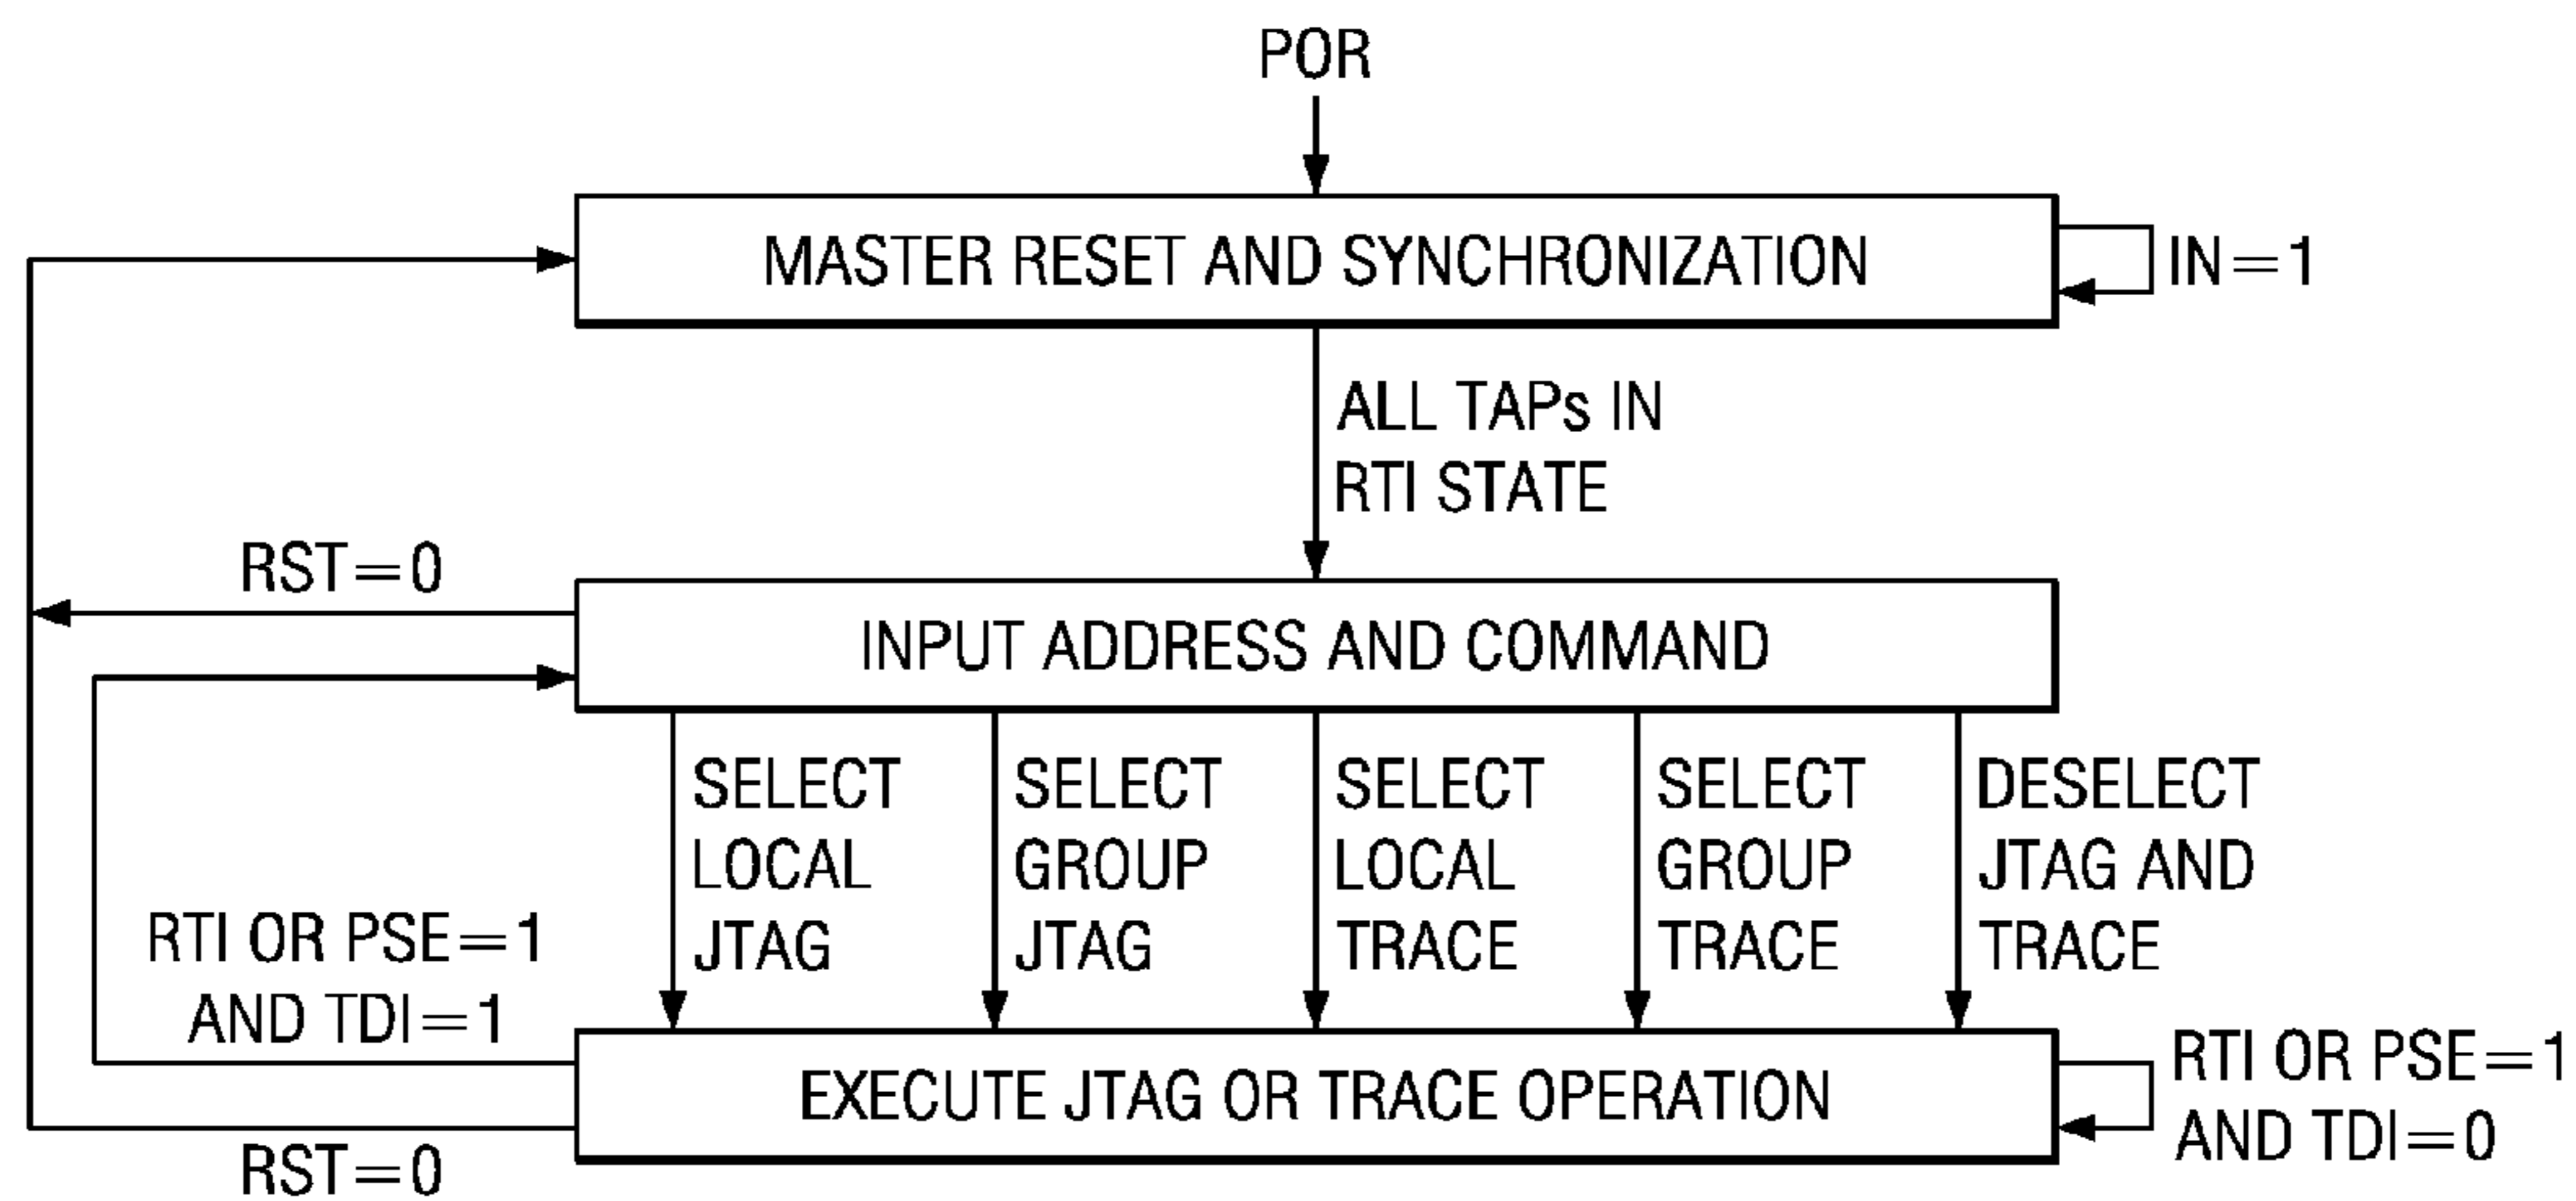 POR
MASTER RESET AND SYNCHRONIZATION
IN=1
ALL TAPs IN
RTI STATE
RST=0
INPUT ADDRESS AND COMMAND
SELECT
LOCAL
JTAG
SELECT
GROUP
JTAG
SELECT
LOCAL
TRACE
SELECT
GROUP
TRACE
DESELECT
JTAG AND
TRACE
RTI OR PSE=1
AND TDI=1
EXECUTE JTAG OR TRACE OPERATION
RTI OR PSE=1
AND TDI=0
RST=0